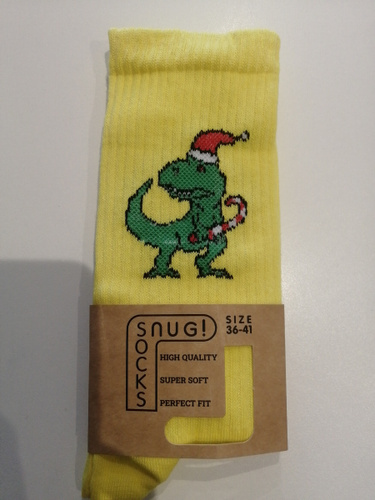 SNUG!
SOCKS
SIZE
36-41
HIGH QUALITY
SUPER SOFT
PERFECT FIT